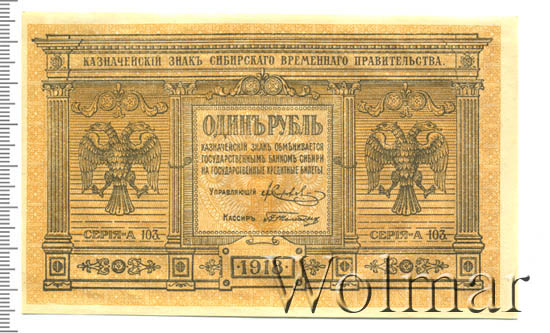 КАЗНАЧЕЙСКІЙ ЗНАКЪ СИБИРСКАГО ВРЕМЕННАГО ПРАВИТЕЛЬСТВА.
ОДИНЪ РУБЛЬ
КАЗНАЧЕЙСКІЙ ЗНАКЪ ОБМѢНИВАЕТСЯ
ГОСУДАРСТВЕННЫМЪ БАНКОМЪ СИБИРИ
НА ГОСУДАРСТВЕННЫЕ КРЕДИТНЫЕ БИЛЕТЫ.
УПРАВЛЯЮЩІЙ
КАССИРЪ
СЕРІЯ-А 103.
СЕРІЯ-А 103.
1918
Wolmar